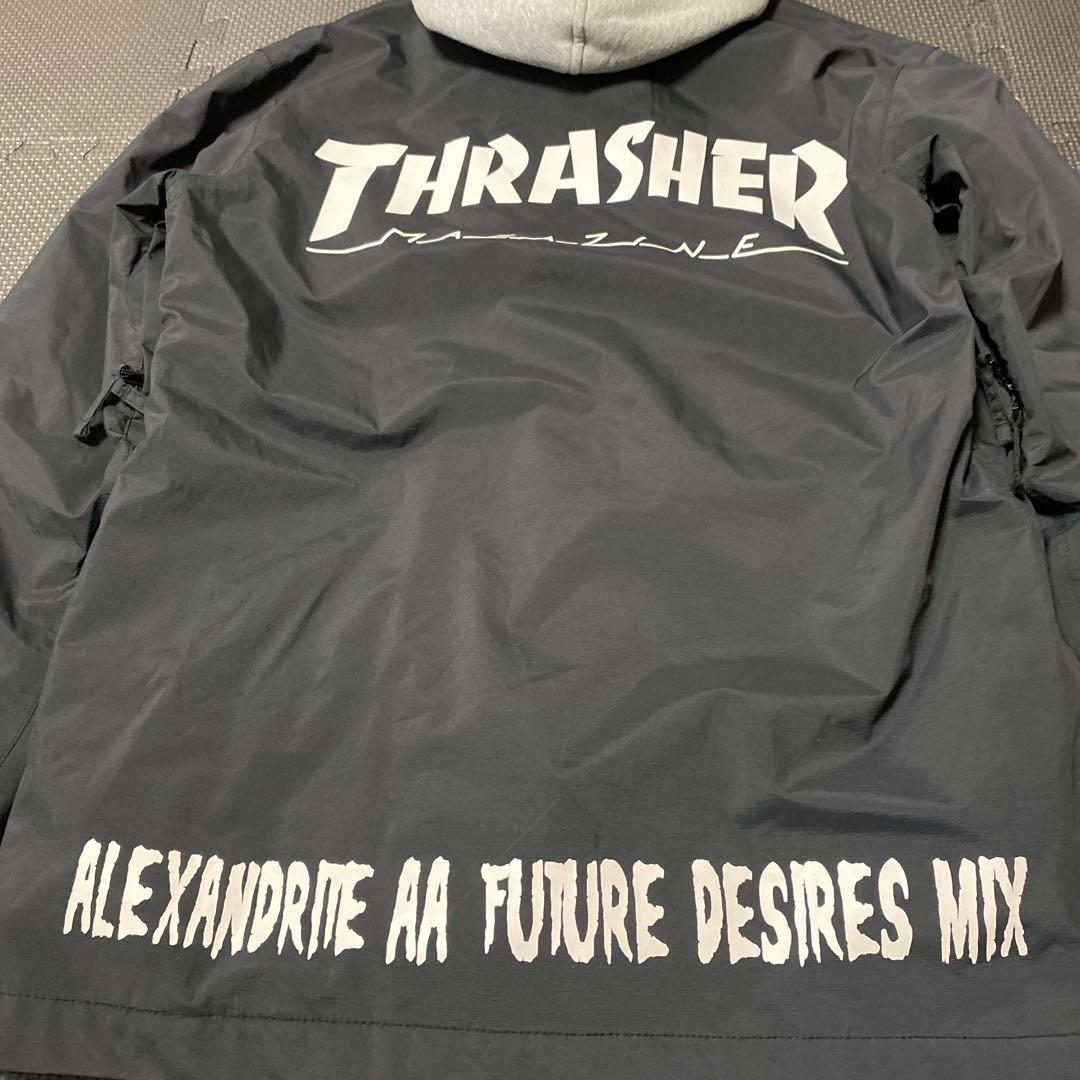 THRASHER
MAGAZINE
ALEXANDRITE AA FUTURE DESIRES MIX